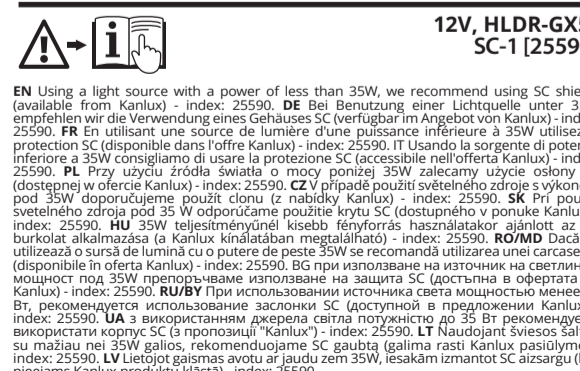 12V, HLDR-GX5
SC-1 [2559
EN Using a light source with a power of less than 35W, we recommend using SC shie
(available from Kanlux) - index: 25590. DE Bei Benutzung einer Lichtquelle unter 3
empfehlen wir die Verwendung eines Gehäuses SC (verfügbar im Angebot von Kanlux) - ind
25590. FR En utilisant une source de lumière d'une puissance inférieure à 35W utilise
protection SC (disponible dans l'offre Kanlux) - index: 25590. IT Usando la sorgente di poten
inferiore a 35W consigliamo di usare la protezione SC (accessibile nell'offerta Kanlux) - ind
25590. PL Przy użyciu źródła światła o mocy poniżej 35W zalecamy użycie osłony
(dostępnej w ofercie Kanlux) - index: 25590. CZ V případě použití světelného zdroje s výkon
pod 35W doporučujeme použít clonu (z nabídky Kanlux) - index: 25590. SK Pri pou
svetelného zdroja pod 35 W odporúčame použitie krytu SC (dostupného v ponuke Kanlu
index: 25590. HU 35W teljesítményűnél kisebb fényforrás használatakor ajánlott az
burkolat alkalmazása (a Kanlux kínálatában megtalálható) - index: 25590. RO/MD Dacă
utilizează o sursă de lumină cu o putere de peste 35W se recomandă utilizarea unei carcase
(disponibile în oferta Kanlux) - index: 25590. BG при използване на източник на светлин
мощност под 35W препоръчваме използване на защита SC (достъпна в офертата
Kanlux) - index: 25590. RU/BY При использовании источника света мощностью менее
Вт, рекомендуется использование заслонки SC (доступной в предложении Kanlux
index: 25590. UA з використанням джерела світла потужністю до 35 Вт рекомендує
використати корпус SC (з пропозиції "Kanlux") - index: 25590. LT Naudojant šviesos šal
su mažiau nei 35W galios, rekomenduojame SC gaubtą (galima rasti Kanlux pasiūlyme
index: 25590. LV Lietojot gaismas avotu ar jaudu zem 35W, iesakām izmantot SC aizsargu (
pieejams Kanlux produktu klāstā) - index: 25590